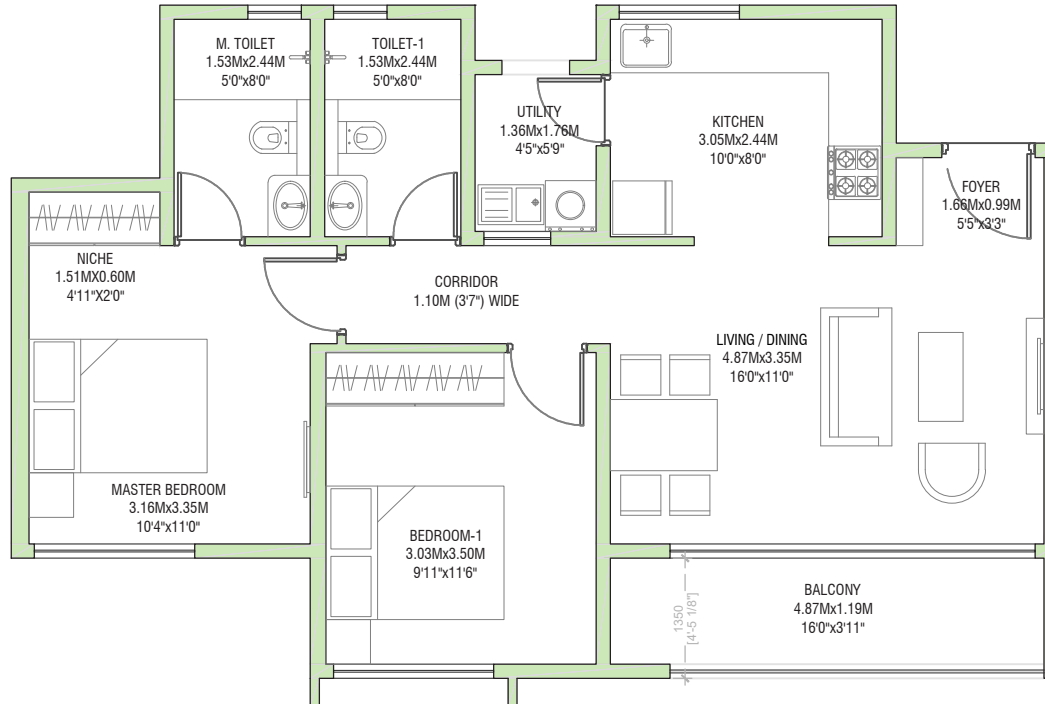 M. TOILET
1.53Mx2.44M
5'0"x8'0"
TOILET-1
1.53Mx2.44M
5'0"x8'0"
UTILITY
1.36Mx1.76M
4'5"x5'9"
KITCHEN
3.05Mx2.44M
10'0"x8'0"
FOYER
1.66Mx0.99M
5'5"x3'3"
NICHE
1.51MX0.60M
4'11"X2'0"
CORRIDOR
1.10M (3'7") WIDE
LIVING / DINING
4.87Mx3.35M
16'0"x11'0"
MASTER BEDROOM
3.16Mx3.35M
10'4"x11'0"
BEDROOM-1
3.03Mx3.50M
9'11"x11'6"
BALCONY
4.87Mx1.19M
16'0"x3'11"
1350
[4'-5 1/8"]